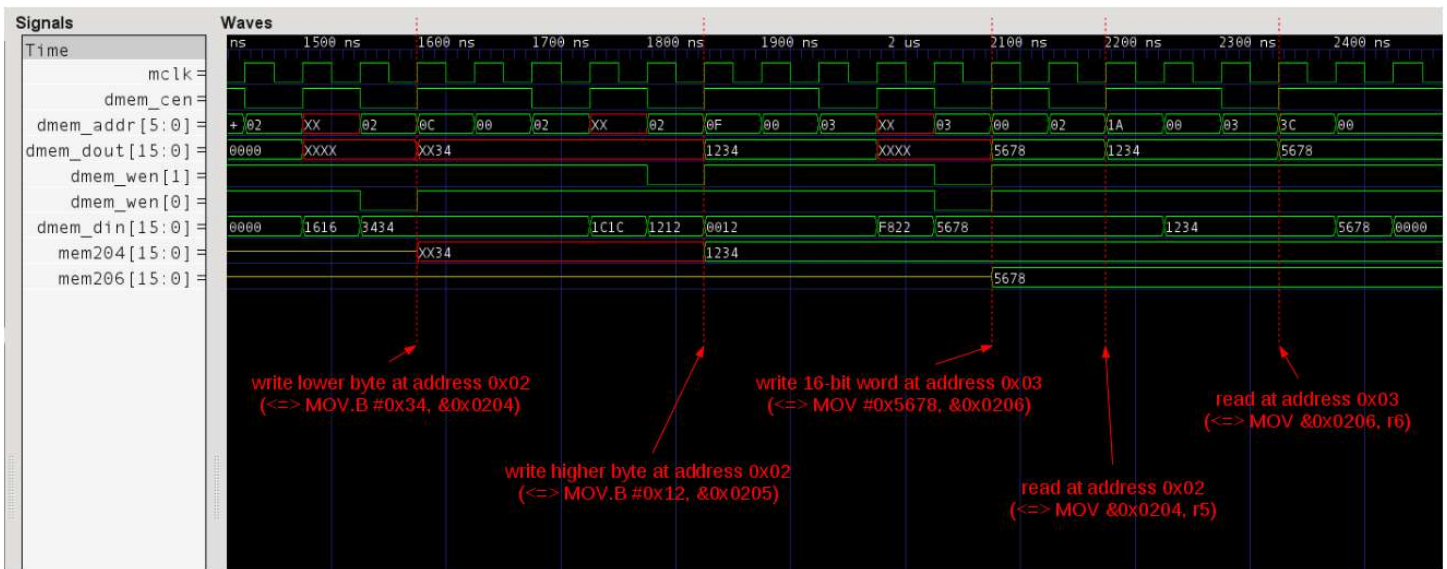 Signals Waves
Time ns 1500 ns 1600 ns 1700 ns 1800 ns 1900 ns 2 us 2100 ns 2200 ns 2300 ns 2400 ns
mclk=
dmem_cen=
dmem_addr[5:0]= + 02 XX 02 0C 00 02 XX 02 0F 00 03 XX 03 00 02 1A 00 03 3C 00
dmem_dout[15:0]= 0000 XXXX XX34 1234 XXXX 5678 1234 5678
dmem_wen[1]=
dmem_wen[0]=
dmem_din[15:0]= 0000 1616 3434 1C1C 1212 0012 F822 5678 1234 5678 0000
mem204[15:0]= XX34 1234
mem206[15:0]= 5678
write lower byte at address 0x02
(<=> MOV.B #0x34, &0x0204)
write higher byte at address 0x02
(<=> MOV.B #0x12, &0x0205)
write 16-bit word at address 0x03
(<=> MOV #0x5678, &0x0206)
read at address 0x02
(<=> MOV &0x0204, r5)
read at address 0x03
(<=> MOV &0x0206, r6)